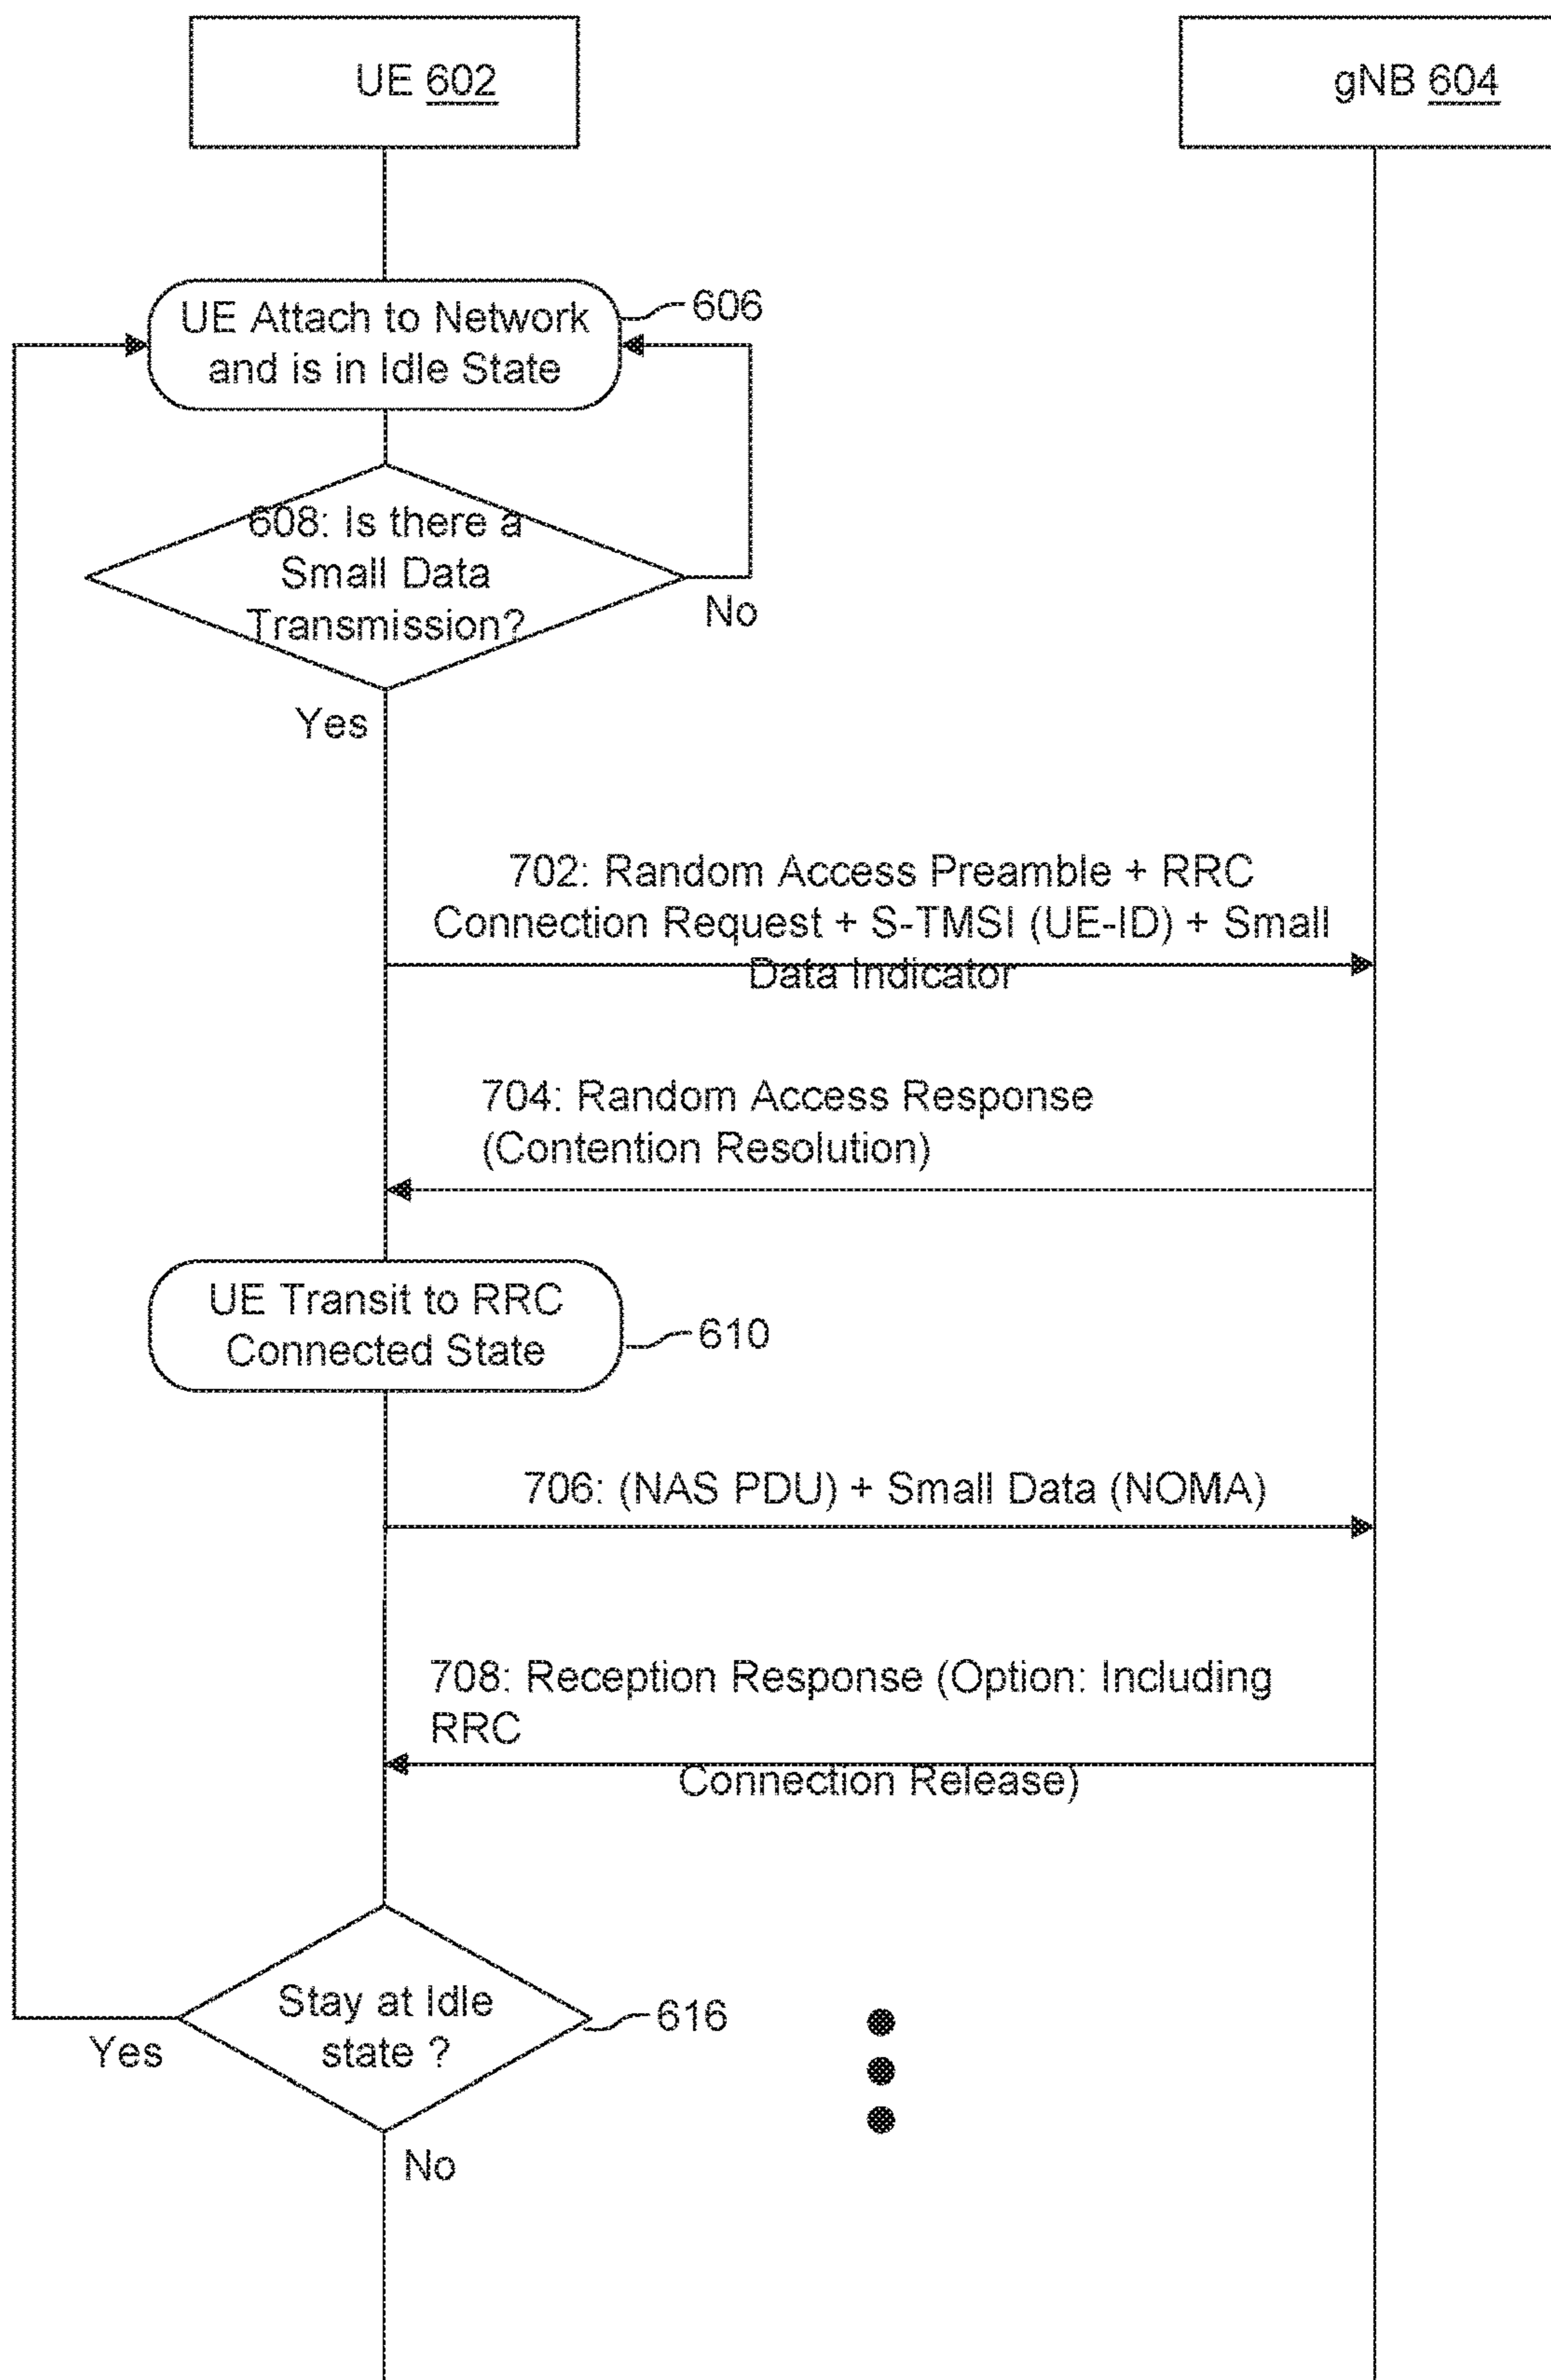 UE 602
gNB 604
UE Attach to Network
and is in Idle State
606
608: Is there a
Small Data
Transmission?
No
Yes
702: Random Access Preamble + RRC
Connection Request + S-TMSI (UE-ID) + Small
Data Indicator
704: Random Access Response
(Contention Resolution)
UE Transit to RRC
Connected State
610
706: (NAS PDU) + Small Data (NOMA)
708: Reception Response (Option: Including
RRC
Connection Release)
Stay at Idle
state ?
616
Yes
No